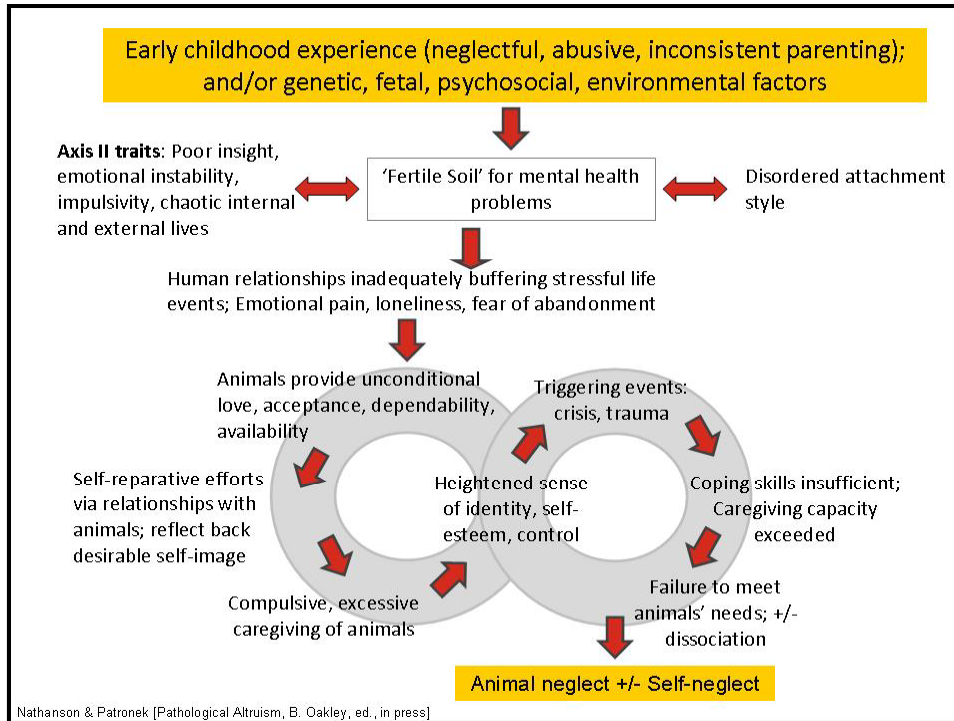 Early childhood experience (neglectful, abusive, inconsistent parenting);
and/or genetic, fetal, psychosocial, environmental factors
Axis II traits: Poor insight,
emotional instability,
impulsivity, chaotic internal
and external lives
‘Fertile Soil’ for mental health
problems
Disordered attachment
style
Human relationships inadequately buffering stressful life
events; Emotional pain, loneliness, fear of abandonment
Animals provide unconditional
love, acceptance, dependability,
availability
Self-reparative efforts
via relationships with
animals; reflect back
desirable self-image
Compulsive, excessive
caregiving of animals
Heightened sense
of identity, self-
esteem, control
Triggering events:
crisis, trauma
Coping skills insufficient;
Caregiving capacity
exceeded
Failure to meet
animals’ needs; +/-
dissociation
Animal neglect +/- Self-neglect
Nathanson & Patronek [Pathological Altruism, B. Oakley, ed., in press]